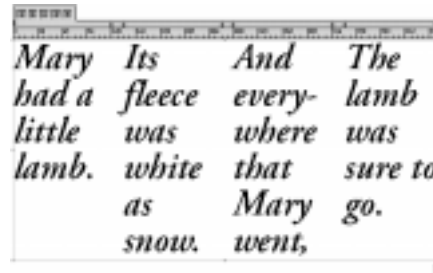 Mary
had a
little
lamb.
Its
fleece
was
white
as
snow.
And
every-
where
that
Mary
went,
The
lamb
was
sure to
go.